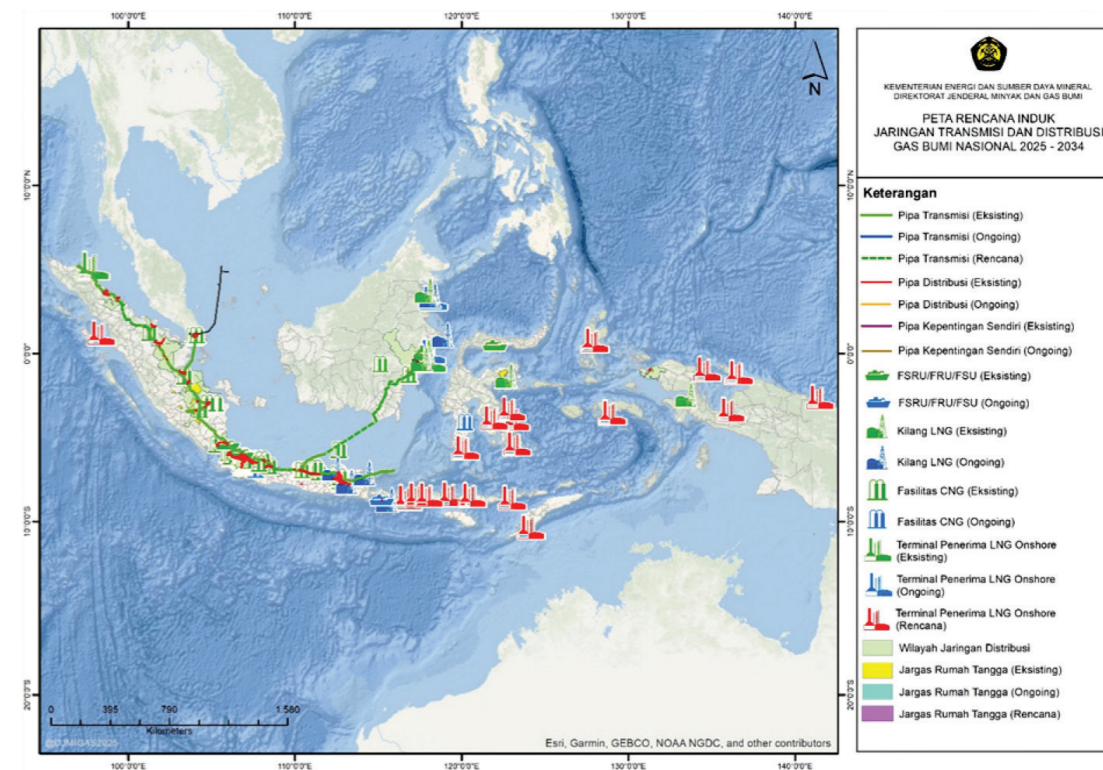 100°0'0"E 110°0'0"E 120°0'0"E 130°0'0"E 140°0'0"E
N
10°0'0"N 10°0'0"N
0°0'0" 0°0'0"
10°0'0"S 10°0'0"S
20°0'0"S 20°0'0"S
0 395 790 1.580
Kilometers
Esri, Garmin, GEBCO, NOAA NGDC, and other contributors
100°0'0"E 110°0'0"E 120°0'0"E 130°0'0"E 140°0'0"E
KEMENTERIAN ENERGI DAN SUMBER DAYA MINERAL
DIREKTORAT JENDERAL MINYAK DAN GAS BUMI
PETA RENCANA INDUK
JARINGAN TRANSMISI DAN DISTRIBUSI
GAS BUMI NASIONAL 2025 - 2034
Keterangan
Pipa Transmisi (Eksisting)
Pipa Transmisi (Ongoing)
Pipa Transmisi (Rencana)
Pipa Distribusi (Eksisting)
Pipa Distribusi (Ongoing)
Pipa Kepentingan Sendiri (Eksisting)
Pipa Kepentingan Sendiri (Ongoing)
FSRU/FRU/FSU (Eksisting)
FSRU/FRU/FSU (Ongoing)
Kilang LNG (Eksisting)
Kilang LNG (Ongoing)
Fasilitas CNG (Eksisting)
Fasilitas CNG (Ongoing)
Terminal Penerima LNG Onshore
(Eksisting)
Terminal Penerima LNG Onshore
(Ongoing)
Terminal Penerima LNG Onshore
(Rencana)
Wilayah Jaringan Distribusi
Jargas Rumah Tangga (Eksisting)
Jargas Rumah Tangga (Ongoing)
Jargas Rumah Tangga (Rencana)